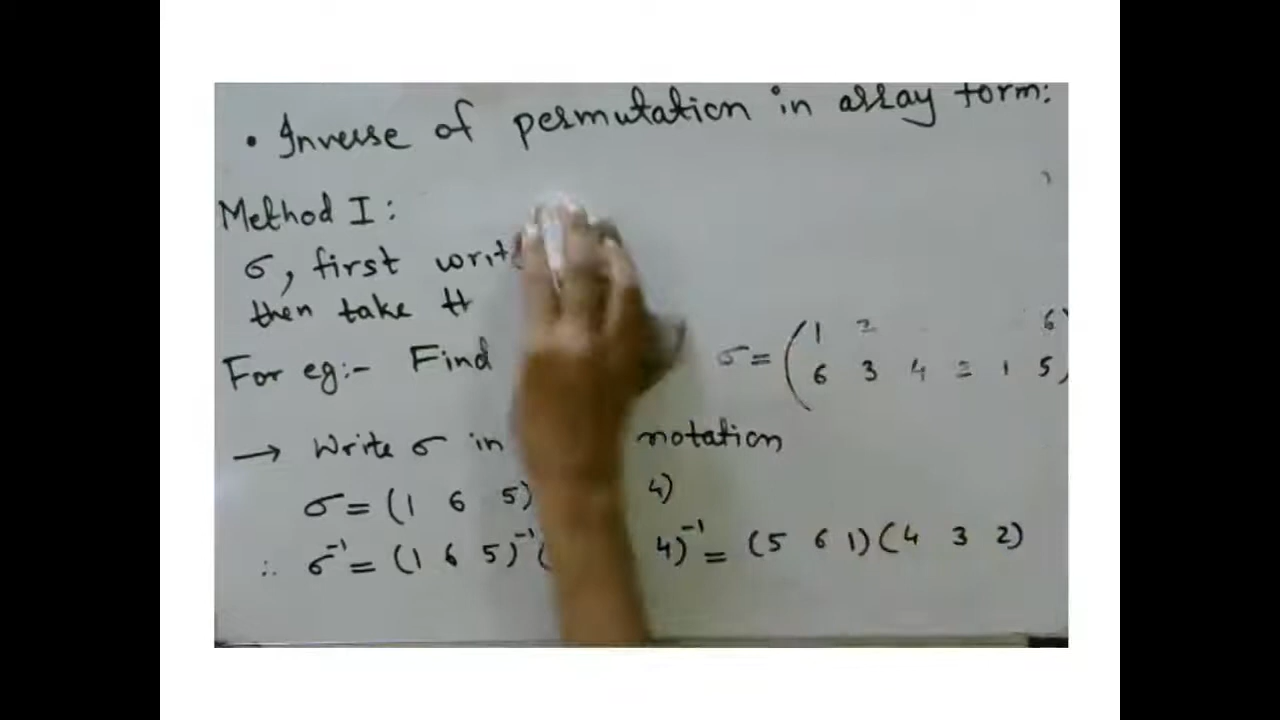 • Inverse of permutation in array form:
Method I:
σ, first write
then take
For eg:- Find σ = (1 2 6)
6 3 4 2 1 5
→ Write σ in notation
σ = (1 6 5) 4)
∴ σ⁻¹ = (1 6 5)⁻¹( 4)⁻¹ = (5 6 1)(4 3 2)